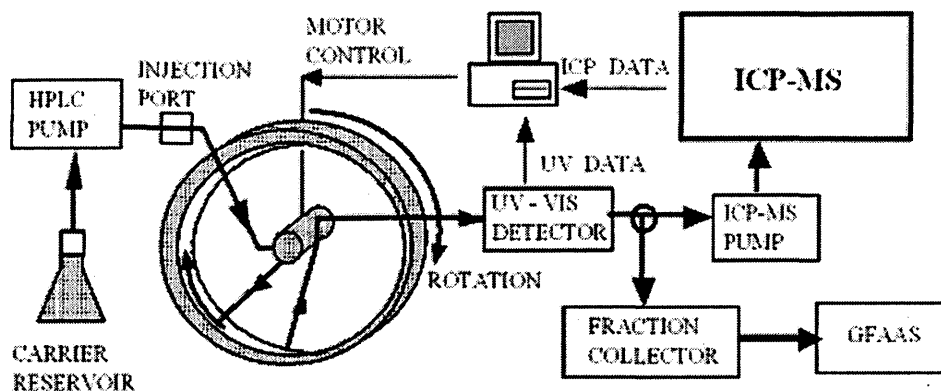 MOTOR
CONTROL
INJECTION
PORT
HPLC
PUMP
ICP DATA
ICP-MS
UV DATA
UV - VIS
DETECTOR
ICP-MS
PUMP
ROTATION
CARRIER
RESERVOIR
FRACTION
COLLECTOR
GFAAS